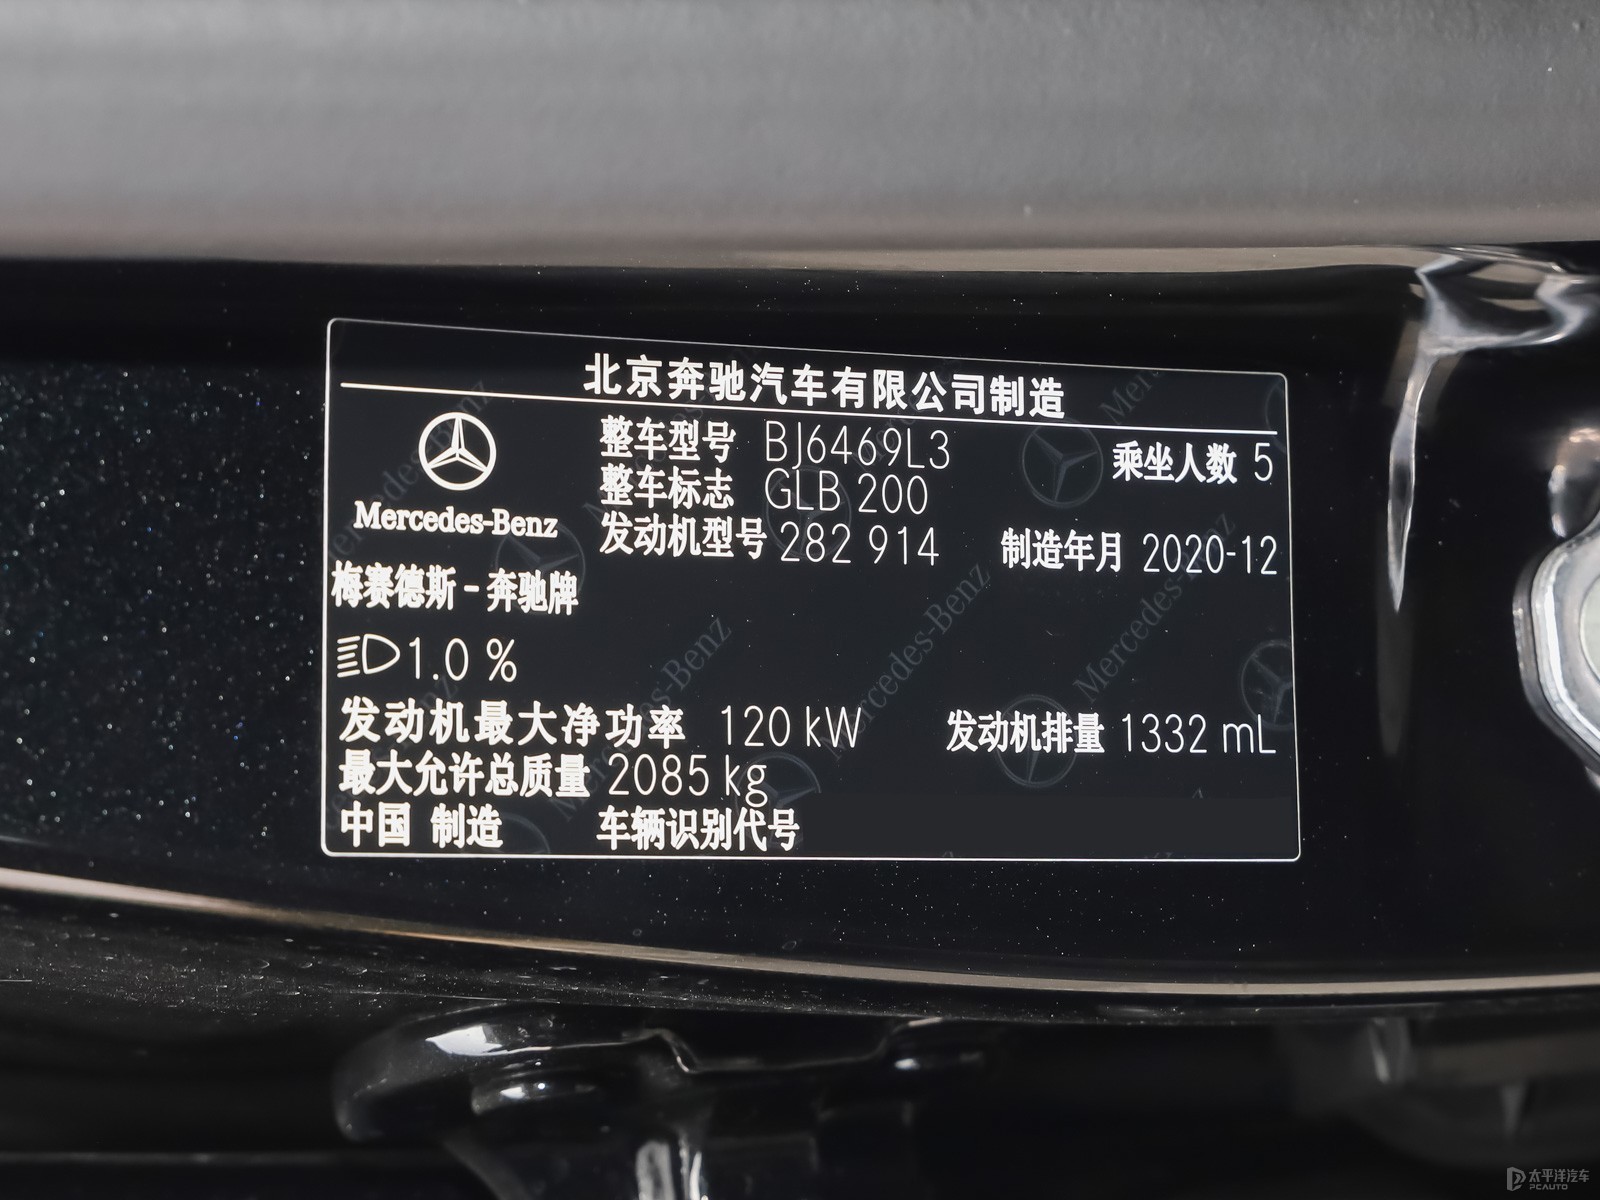 北京奔驰汽车有限公司制造
整车型号 BJ6469L3 乘坐人数 5
整车标志 GLB 200
Mercedes-Benz
发动机型号 282 914 制造年月 2020-12
梅赛德斯-奔驰牌
1.0 %
发动机最大净功率 120 kW 发动机排量 1332 mL
最大允许总质量 2085 kg
中国 制造 车辆识别代号
太平洋汽车
PCAUTO